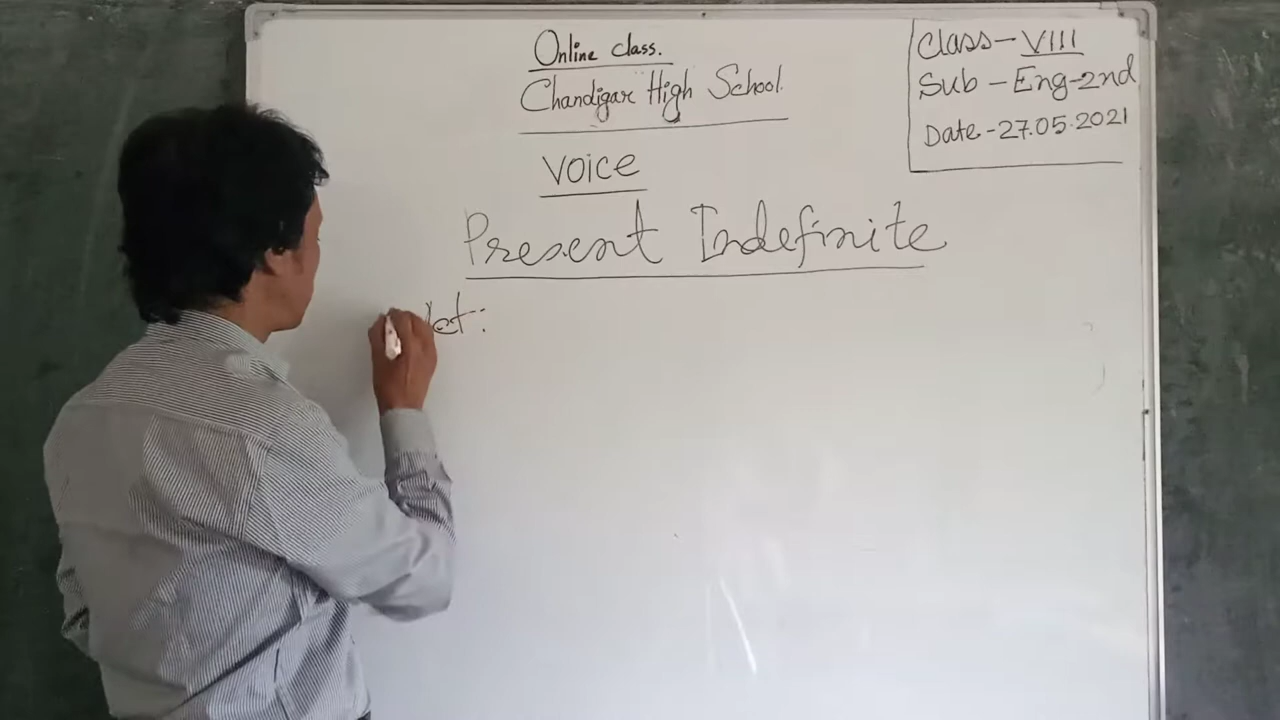 Online class.
Chandigar High School.
Class-VIII
Sub-Eng-2nd
Date-27.05.2021
VOICE
Present Indefinite